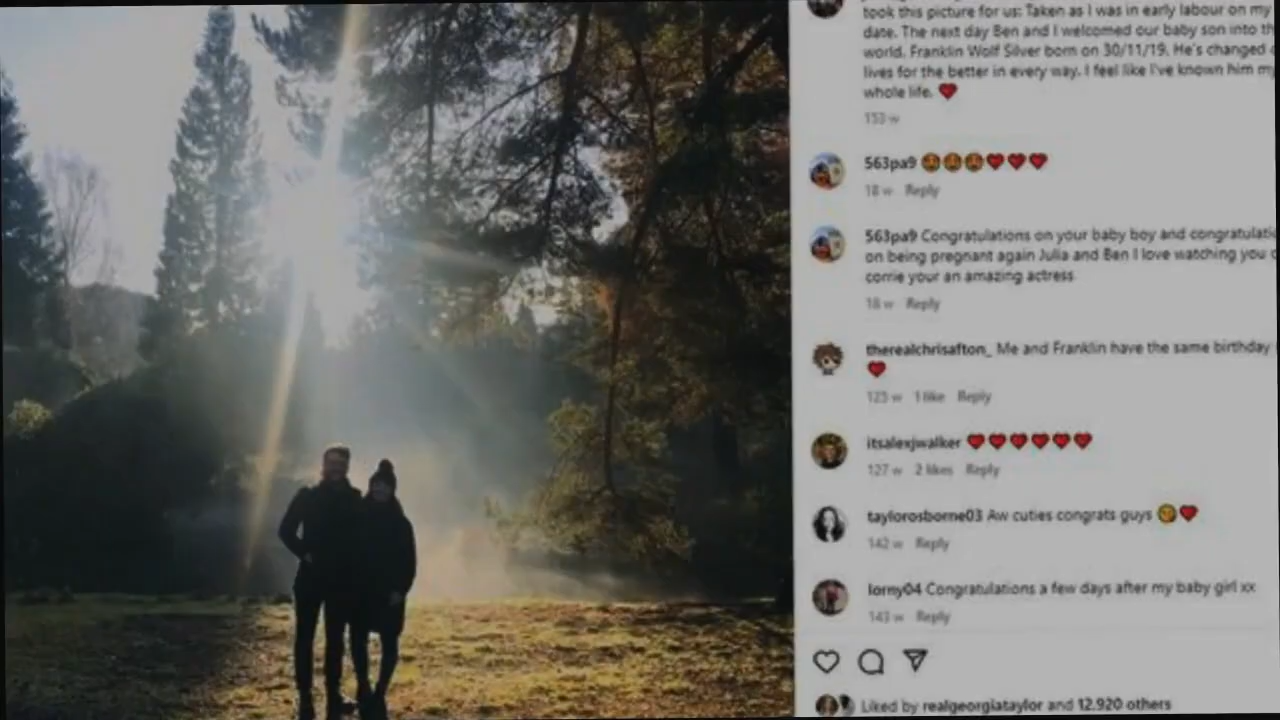 took this picture for us: Taken as I was in early labour on my
date. The next day Ben and I welcomed our baby son into
world. Franklin Wolf Silver born on 30/11/19. He's changed
lives for the better in every way. I feel like I've known him
whole life. ❤️
153 w
563pa9 ❤️❤️❤️
18 w Reply
563pa9 Congratulations on your baby boy and
on being pregnant again Julia and Ben I love watching you
corrie your an amazing actress
18 w Reply
therealchrisafton_ Me and Franklin have the same birthday
❤️
123 w 1 like Reply
itsalexjwalker ❤️❤️❤️❤️❤️❤️
127 w 2 likes Reply
taylorosborne03 Aw cuties congrats guys 😘❤️
142 w Reply
lorny04 Congratulations a few days after my baby girl xx
143 w Reply
Liked by realgeorgiataylor and 12,920 others